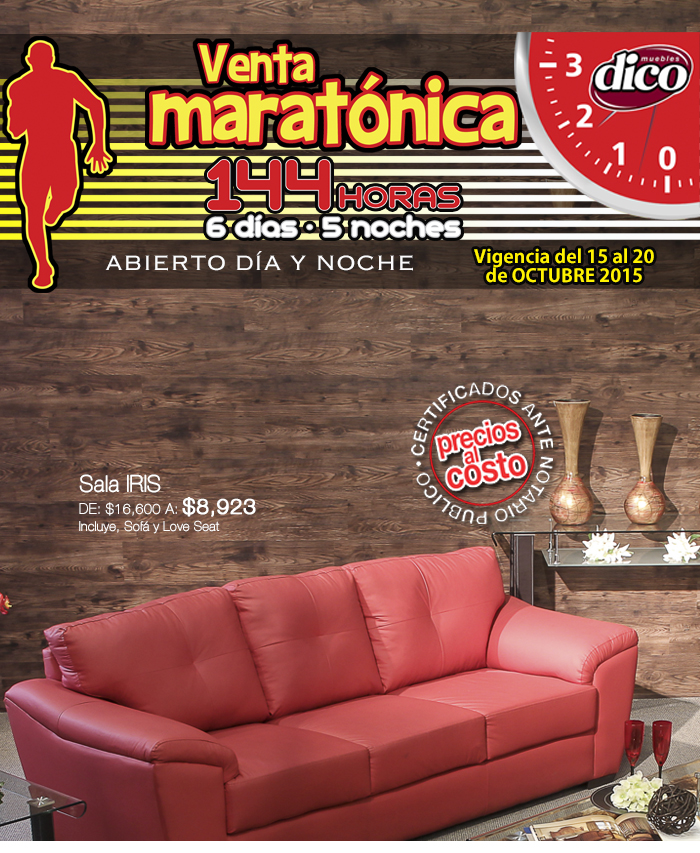 Venta
maratónica
144 HORAS
6 días • 5 noches
ABIERTO DÍA Y NOCHE
Vigencia del 15 al 20
de OCTUBRE 2015
muebles
dico
3
2
1
0
• CERTIFICADOS ANTE NOTARIO PUBLICO
precios
al
costo
Sala IRIS
DE: $16,600 A: $8,923
Incluye, Sofá y Love Seat